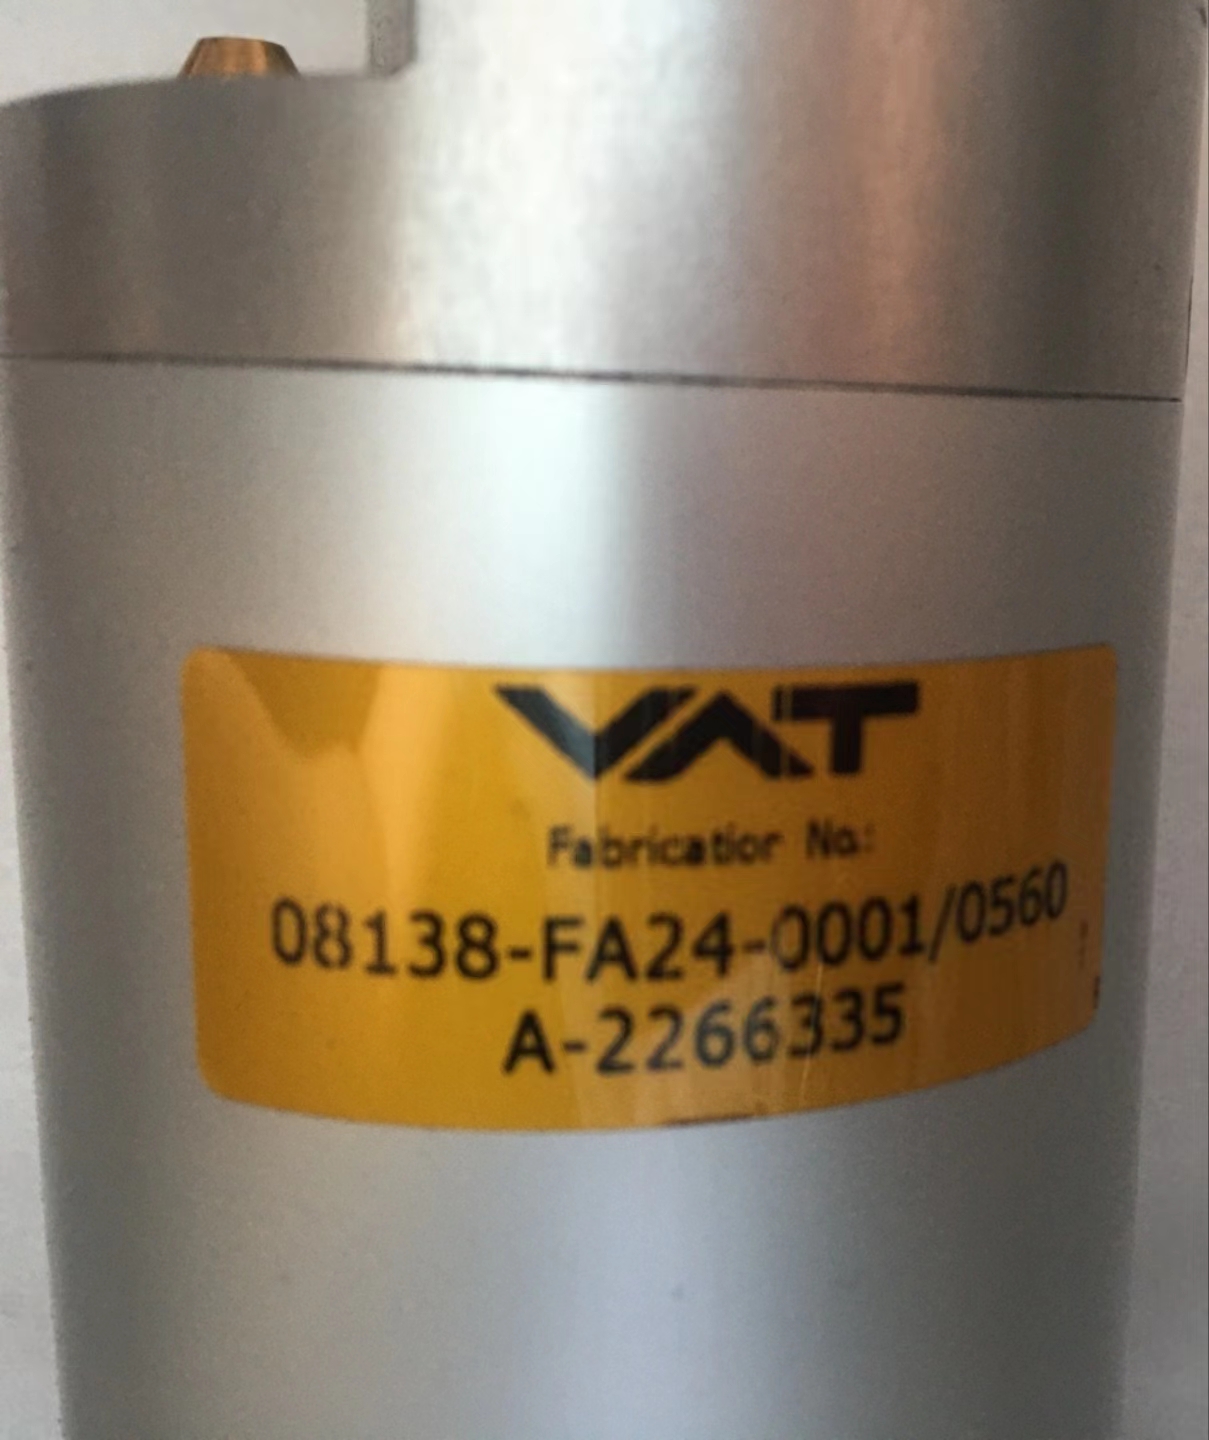 VAT
Fabrication No.:
08138-FA24-0001/0560
A-2266335